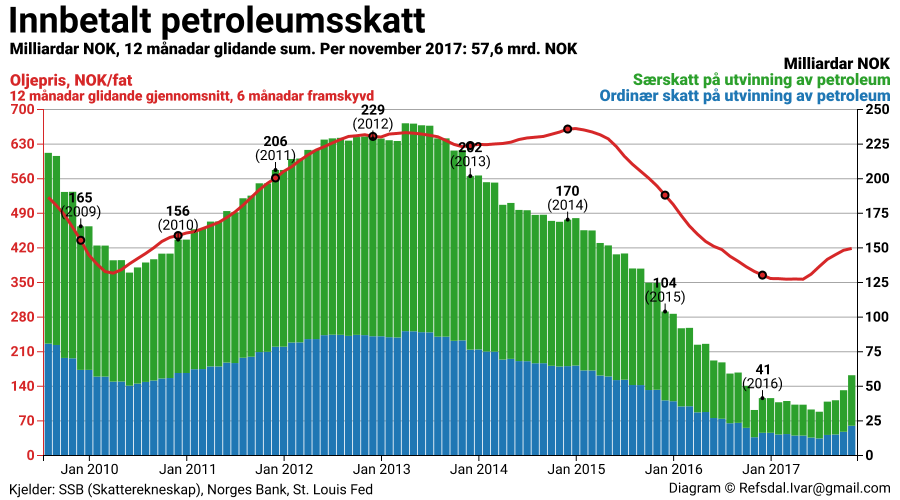 Innbetalt petroleumsskatt
Milliardar NOK, 12 månadar glidande sum. Per november 2017: 57,6 mrd. NOK
Milliardar NOK
Oljepris, NOK/fat
Særskatt på utvinning av petroleum
12 månadar glidande gjennomsnitt, 6 månadar framskyvd
Ordinær skatt på utvinning av petroleum
700
250
630
225
560
200
490
175
420
150
350
125
280
100
210
75
140
50
70
25
0
0
165
(2009)
156
(2010)
206
(2011)
229
(2012)
202
(2013)
170
(2014)
104
(2015)
41
(2016)
Jan 2010
Jan 2011
Jan 2012
Jan 2013
Jan 2014
Jan 2015
Jan 2016
Jan 2017
Kjelder: SSB (Skatterekneskap), Norges Bank, St. Louis Fed
Diagram © Refsdal.Ivar@gmail.com